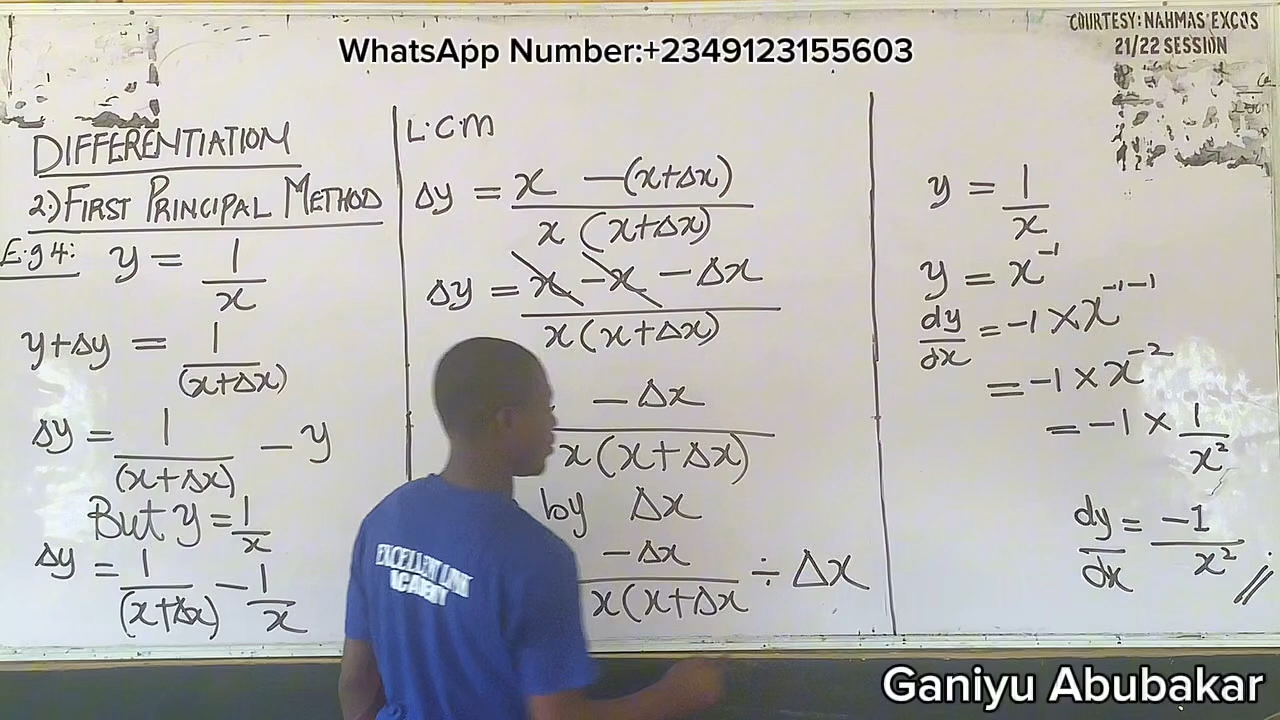 WhatsApp Number:+2349123155603
COURTESY: NAHMAS EXCOS
21/22 SESSION
DIFFERENTIATION
2.) FIRST PRINCIPAL METHOD
E.g 4: y = 1/x
y+Δy = 1/(x+Δx)
Δy = 1/(x+Δx) − y
But y = 1/x
Δy = 1/(x+Δx) − 1/x
L.C.M
Δy = x −(x+Δx) / x (x+Δx)
Δy = x − x − Δx / x (x+Δx)
− Δx / x(x+Δx)
by Δx
−Δx / x(x+Δx ÷ Δx
y = 1/x
y = x⁻¹
dy/dx = −1 × x⁻¹⁻¹
= −1 × x⁻²
= −1 × 1/x²
dy/dx = −1/x²
EXCELLENT LINK
ACADEMY
Ganiyu Abubakar